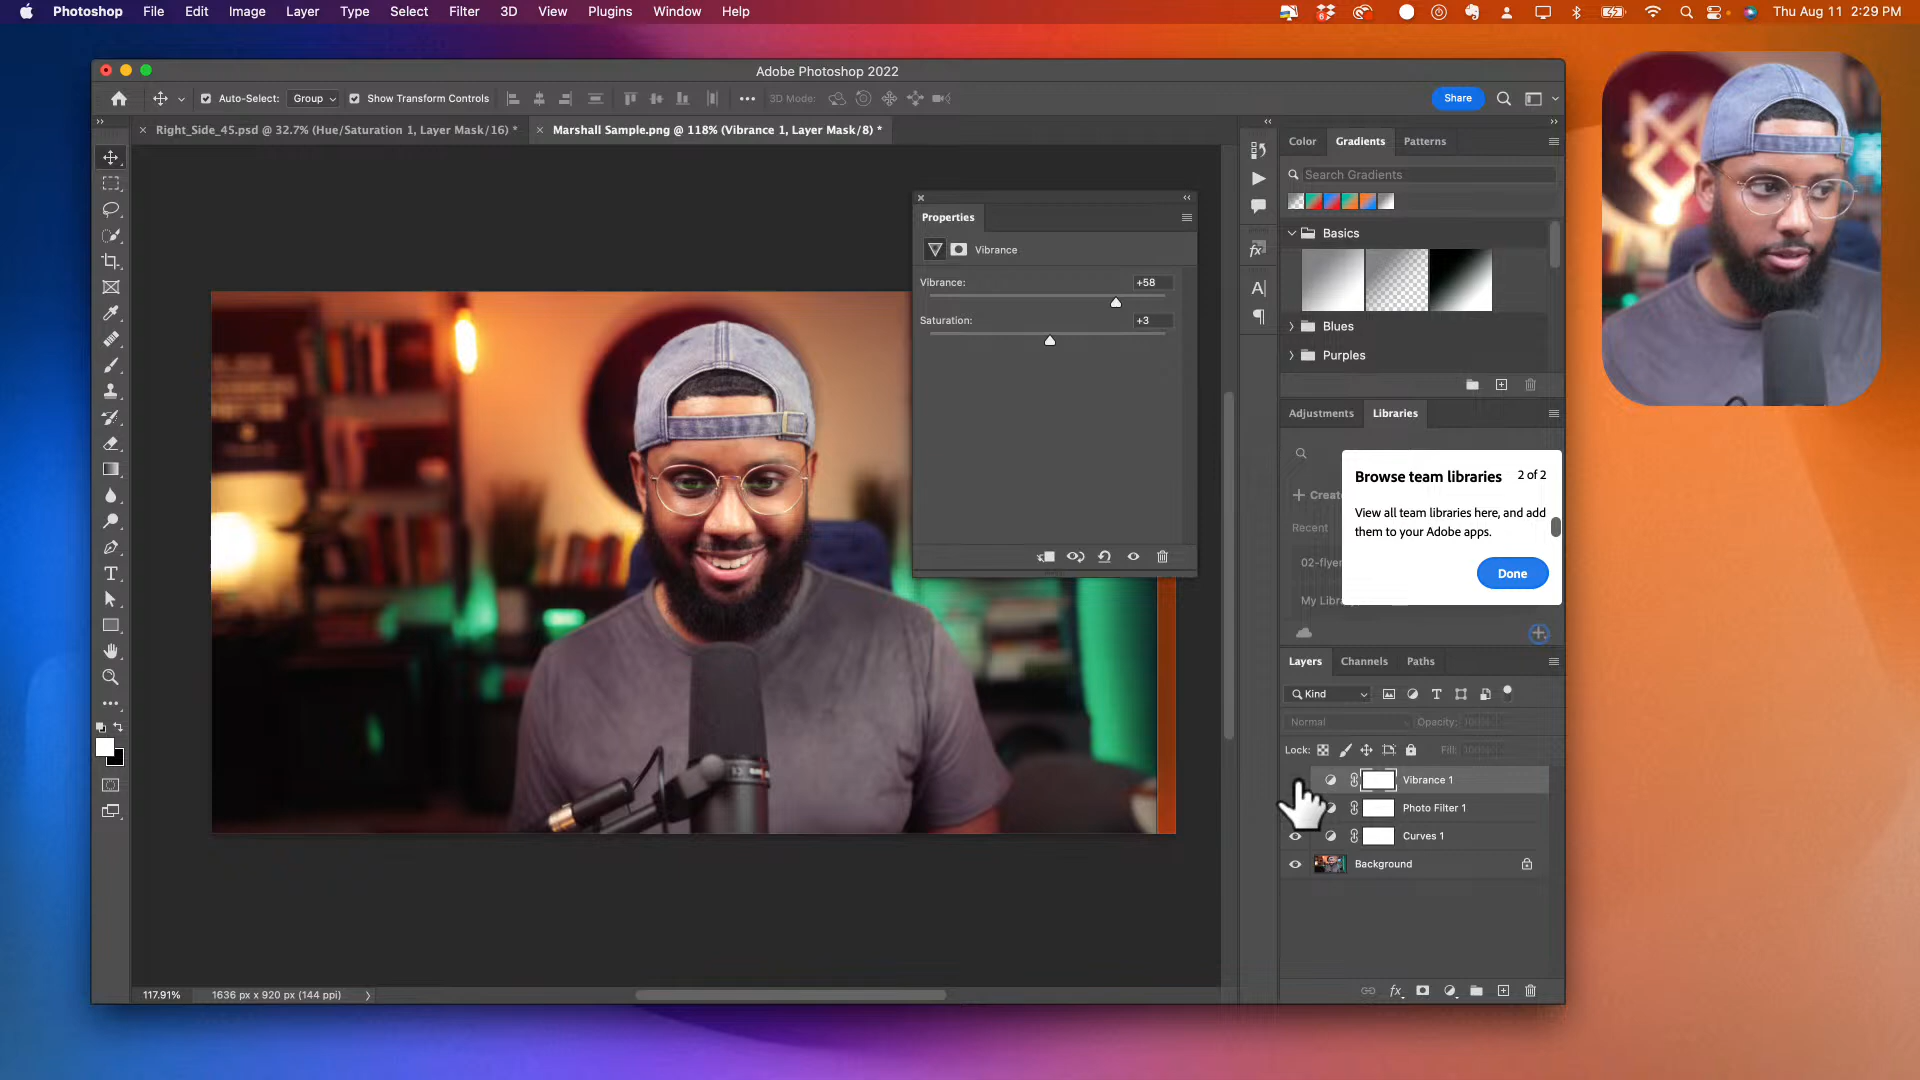 Photoshop File Edit Image Layer Type Select Filter 3D View Plugins Window Help
Thu Aug 11 2:29 PM
Adobe Photoshop 2022
Auto-Select: Group Show Transform Controls 3D Mode: Share
Right_Side_45.psd @ 32.7% (Hue/Saturation 1, Layer Mask/16) *
Marshall Sample.png @ 118% (Vibrance 1, Layer Mask/8) *
Color Gradients Patterns
Search Gradients
Basics
Blues
Purples
Properties
Vibrance
Vibrance: +58
Saturation: +3
Adjustments Libraries
Browse team libraries 2 of 2
View all team libraries here, and add
them to your Adobe apps.
Done
Recent
Layers Channels Paths
Kind
Normal Opacity: 100%
Lock: Fill: 100%
Vibrance 1
Photo Filter 1
Curves 1
Background
117.91% 1636 px x 920 px (144 ppi)